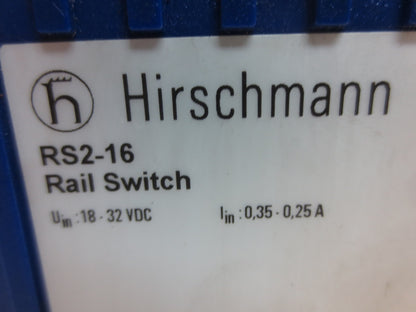 h Hirschmann
RS2-16
Rail Switch
Uin :18 - 32 VDC Iin : 0,35 - 0,25 A